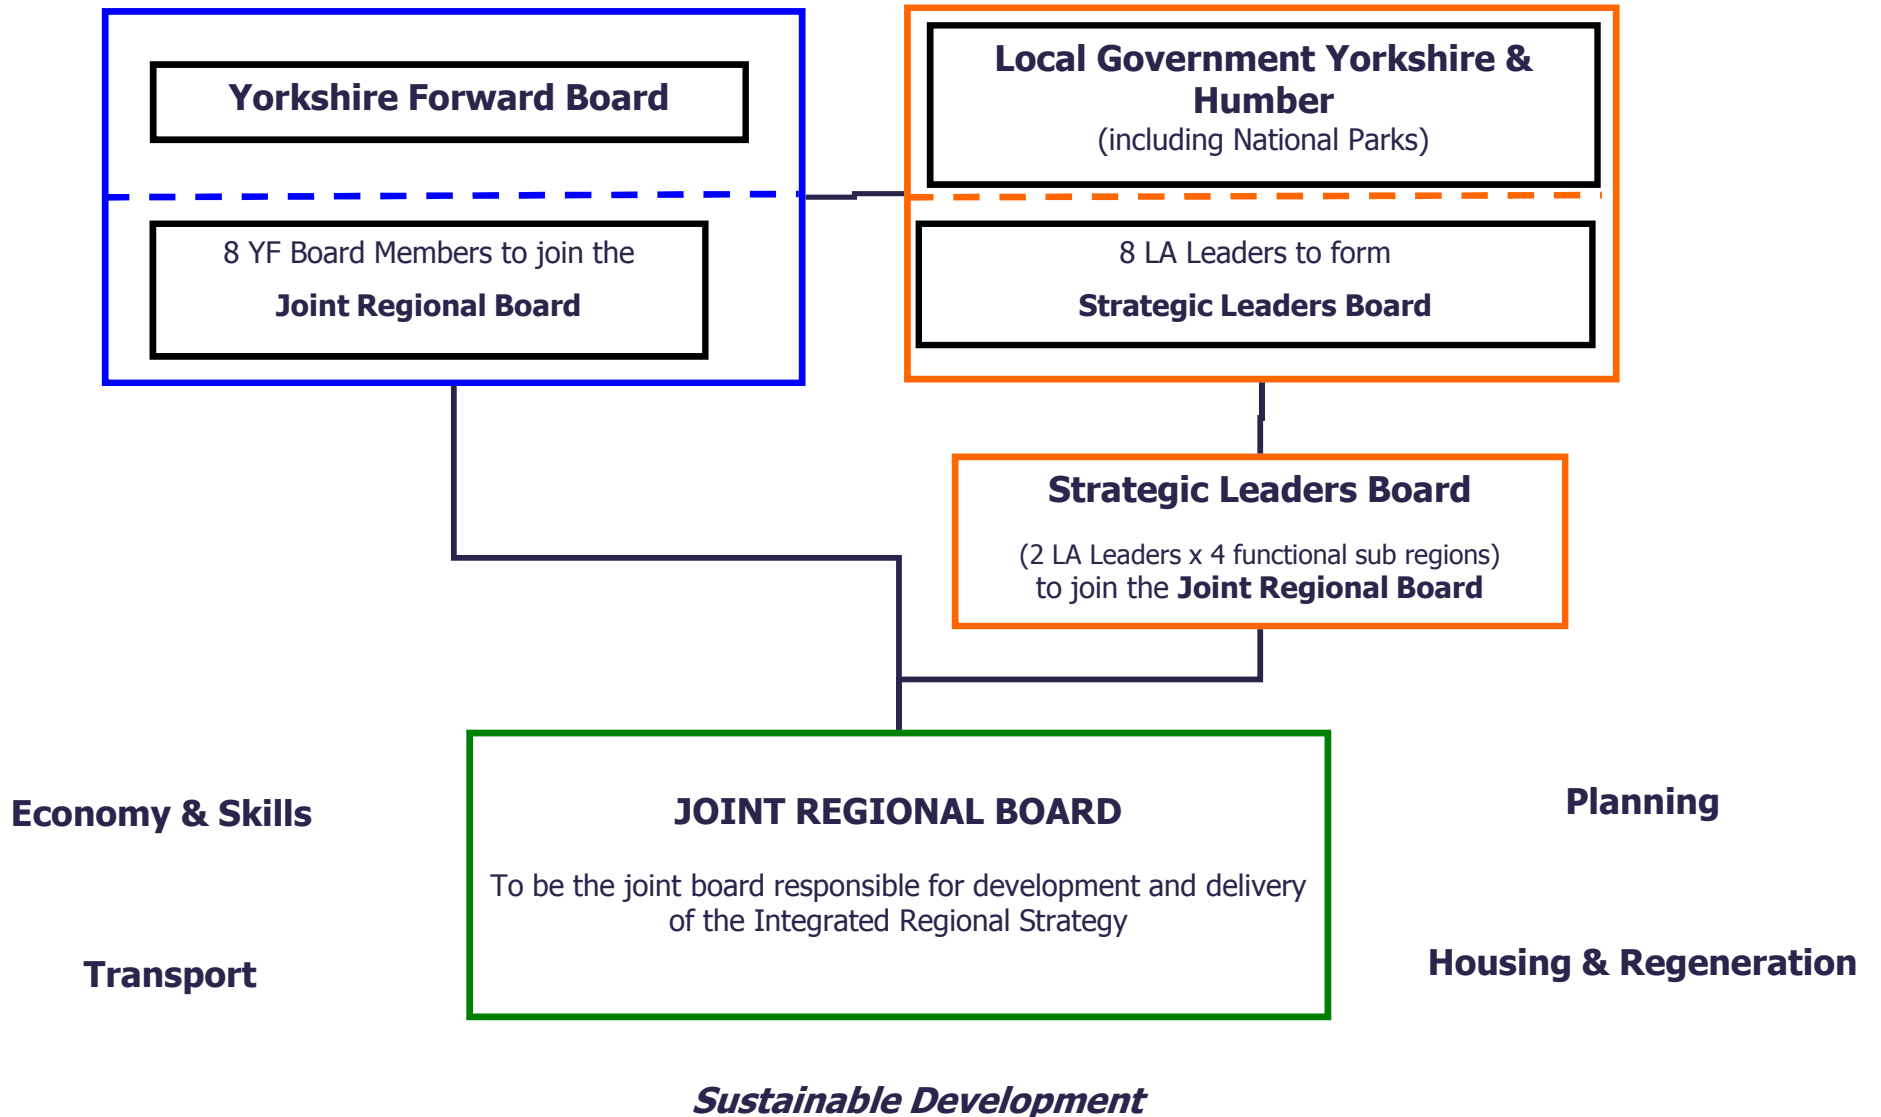 Yorkshire Forward Board
8 YF Board Members to join the
Joint Regional Board
Local Government Yorkshire &
Humber
(including National Parks)
8 LA Leaders to form
Strategic Leaders Board
Strategic Leaders Board
(2 LA Leaders x 4 functional sub regions)
to join the Joint Regional Board
JOINT REGIONAL BOARD
To be the joint board responsible for development and delivery
of the Integrated Regional Strategy
Economy & Skills
Transport
Planning
Housing & Regeneration
Sustainable Development